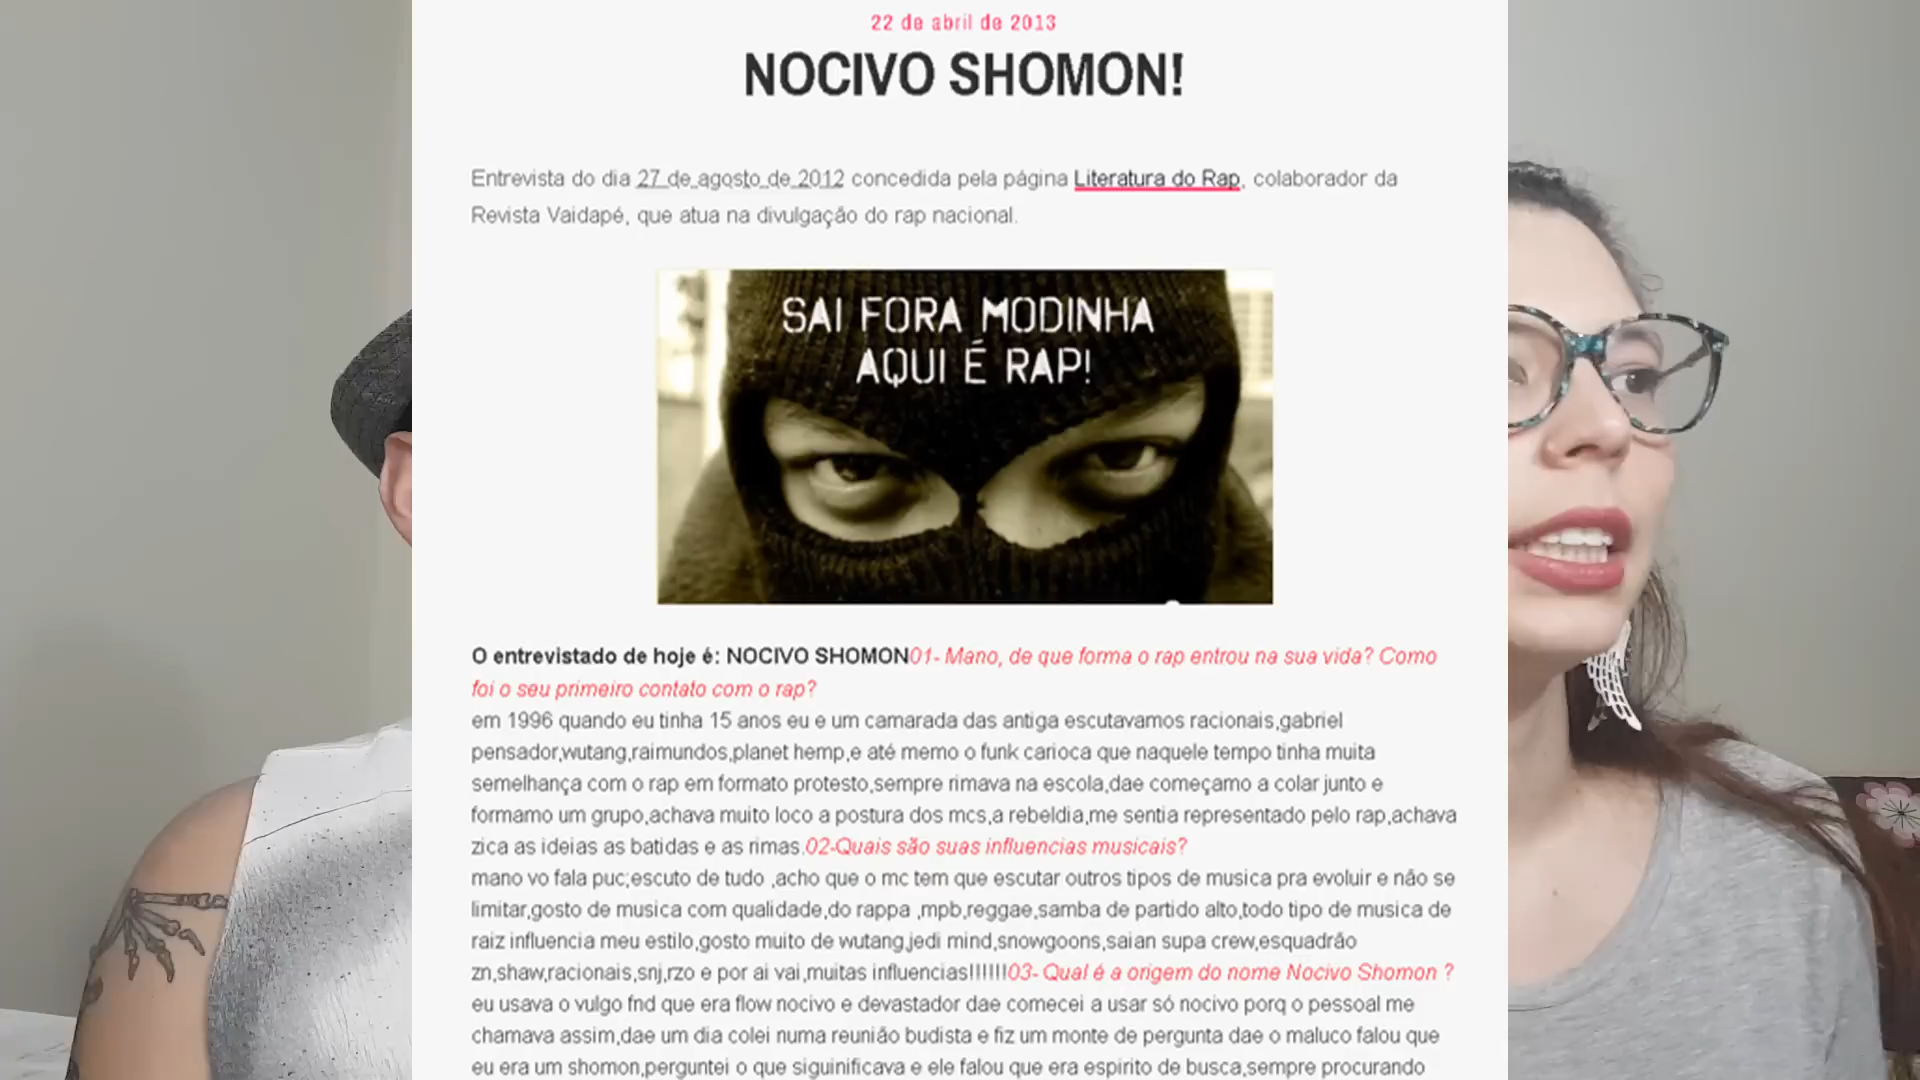 22 de abril de 2013
NOCIVO SHOMON!
Entrevista do dia 27 de agosto de 2012 concedida pela página Literatura do Rap, colaborador da
Revista Vaidapé, que atua na divulgação do rap nacional.
SAI FORA MODINHA
AQUI É RAP!
O entrevistado de hoje é: NOCIVO SHOMON01- Mano, de que forma o rap entrou na sua vida? Como
foi o seu primeiro contato com o rap?
em 1996 quando eu tinha 15 anos eu e um camarada das antiga escutavamos racionais,gabriel
pensador,wutang,raimundos,planet hemp,e até memo o funk carioca que naquele tempo tinha muita
semelhança com o rap em formato protesto,sempre rimava na escola,dae começamo a colar junto e
formamo um grupo,achava muito loco a postura dos mcs,a rebeldia,me sentia representado pelo rap,achava
zica as ideias as batidas e as rimas.02-Quais são suas influencias musicais?
mano vo fala puc;escuto de tudo ,acho que o mc tem que escutar outros tipos de musica pra evoluir e não se
limitar,gosto de musica com qualidade,do rappa ,mpb,reggae,samba de partido alto,todo tipo de musica de
raiz influencia meu estilo,gosto muito de wutang,jedi mind,snowgoons,saian supa crew,esquadrão
zn,shaw,racionais,snj,rzo e por ai vai,muitas influencias!!!!!!03- Qual é a origem do nome Nocivo Shomon ?
eu usava o vulgo fnd que era flow nocivo e devastador dae comecei a usar só nocivo porq o pessoal me
chamava assim,dae um dia colei numa reunião budista e fiz um monte de pergunta dae o maluco falou que
eu era um shomon,perguntei o que siguinificava e ele falou que era espirito de busca,sempre procurando